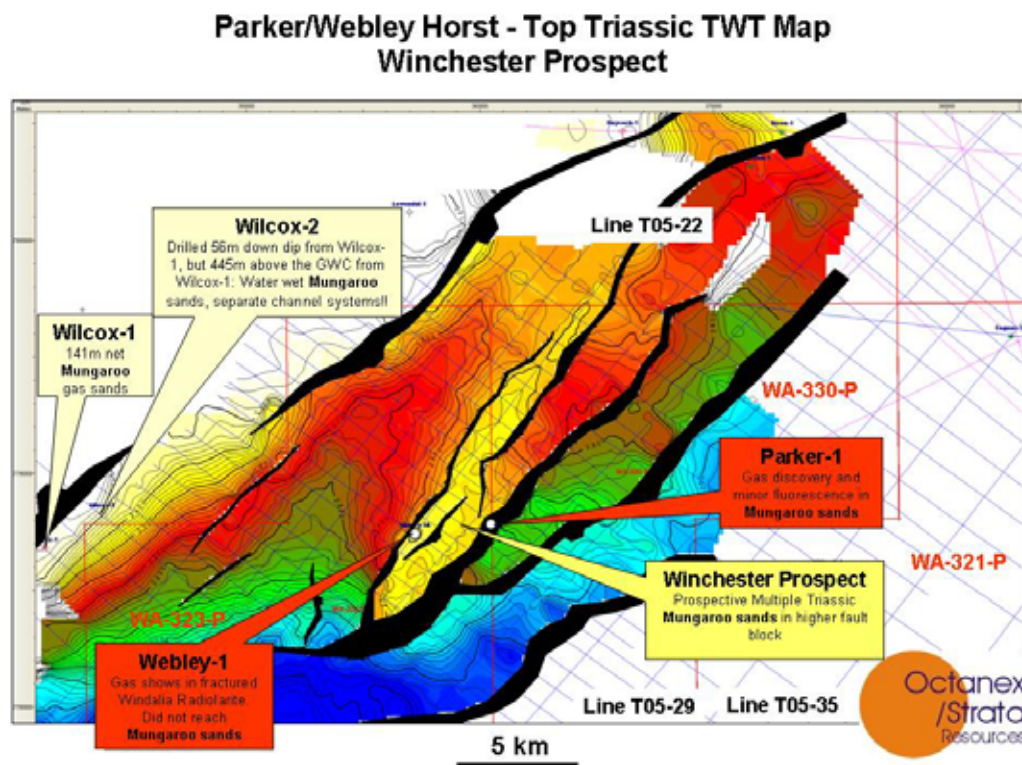 Parker/Webley Horst - Top Triassic TWT Map
Winchester Prospect
Line T05-22
Wilcox-2
Drilled 56m down dip from Wilcox-
1, but 445m above the GWC from
Wilcox-1: Water wet Mungaroo
sands, separate channel systems!!
Wilcox-1
141m net
Mungaroo
gas sands
WA-330-P
Parker-1
Gas discovery and
minor fluorescence in
Mungaroo sands
WA-321-P
Winchester Prospect
Prospective Multiple Triassic
Mungaroo sands in higher fault
block
WA-323-P
Webley-1
Gas shows in fractured
Windalia Radiolarite.
Did not reach
Mungaroo sands
Line T05-29
Line T05-35
Octanex
/Strata
Resources
5 km